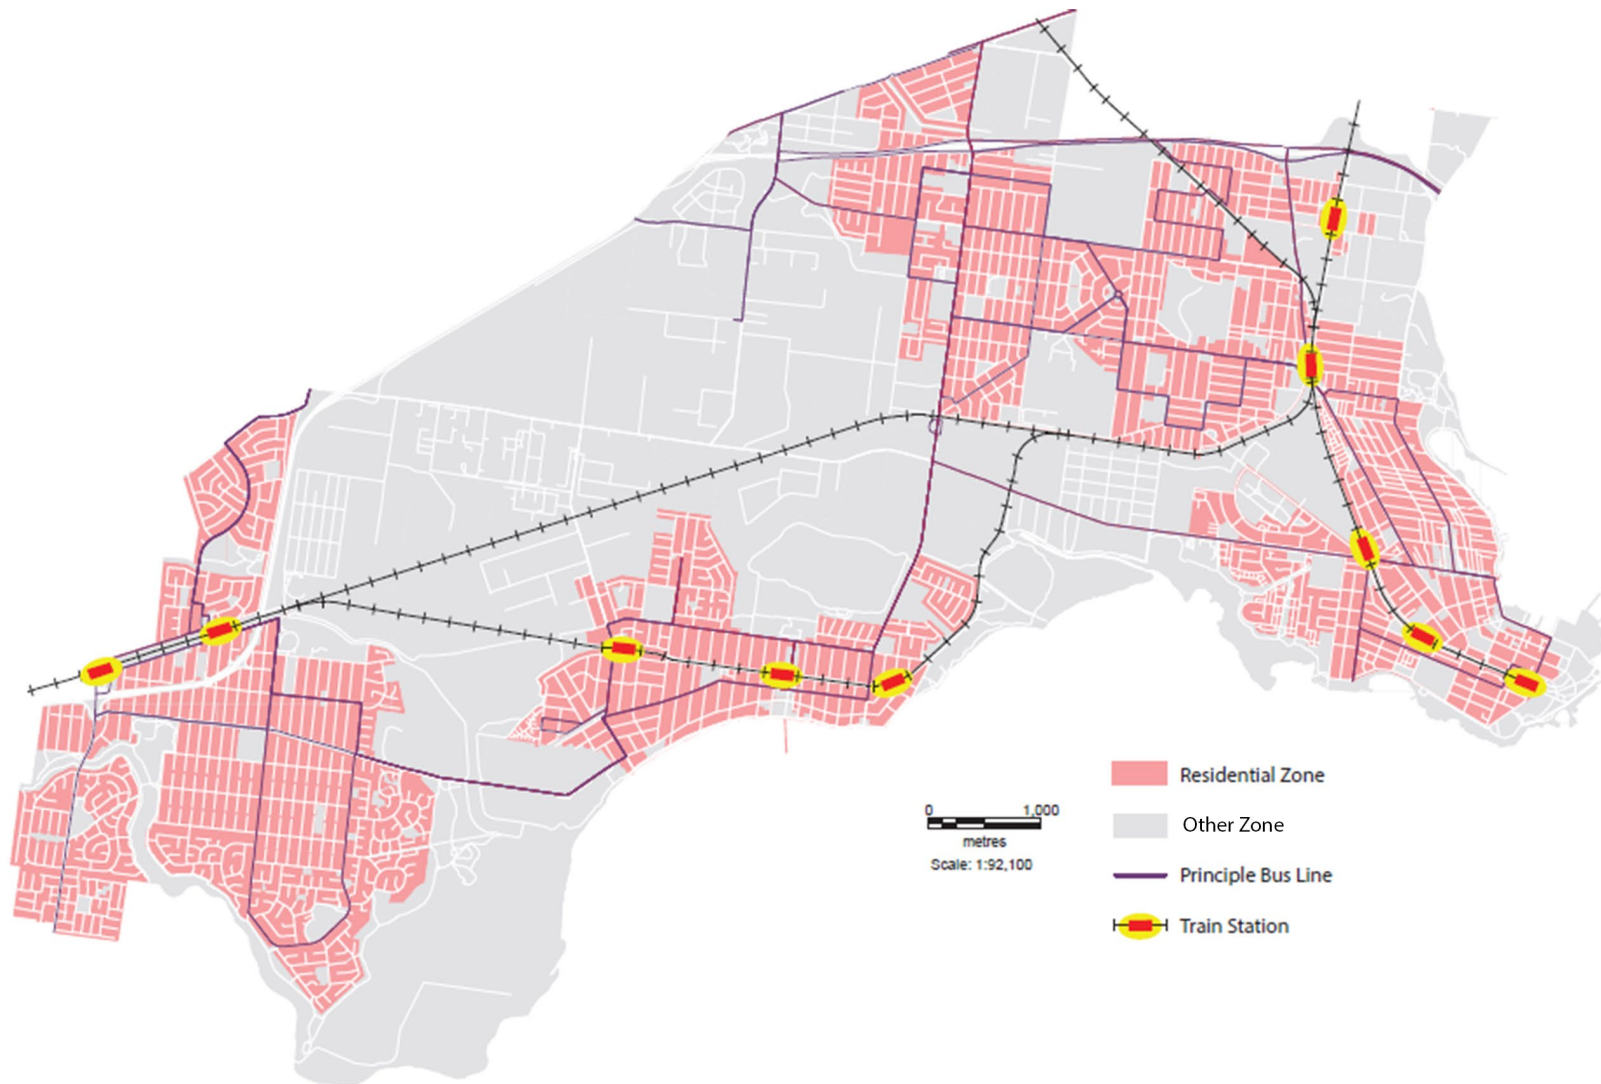 Residential Zone
Other Zone
0 1,000
metres
Scale: 1:92,100
Principle Bus Line
Train Station